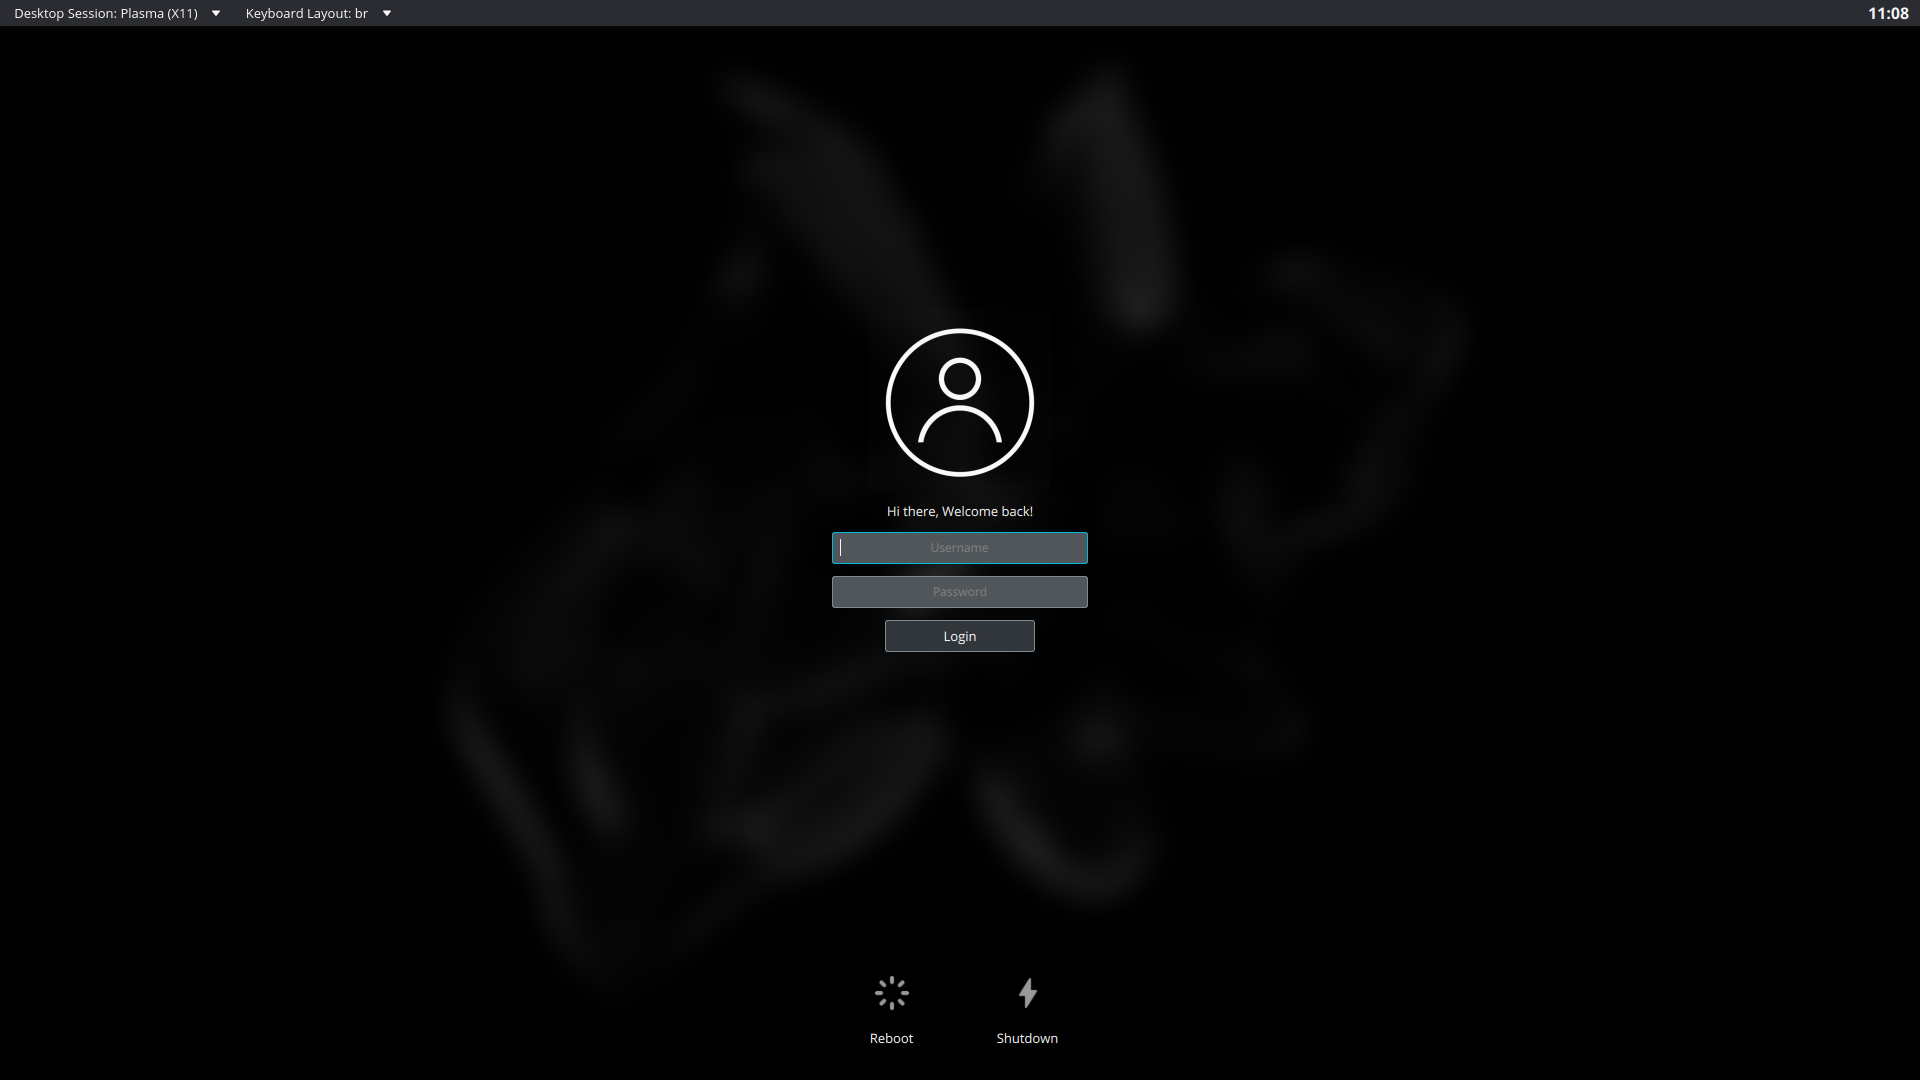 Desktop Session: Plasma (X11)
Keyboard Layout: br
11:08
Hi there, Welcome back!
Username
Password
Login
Reboot
Shutdown